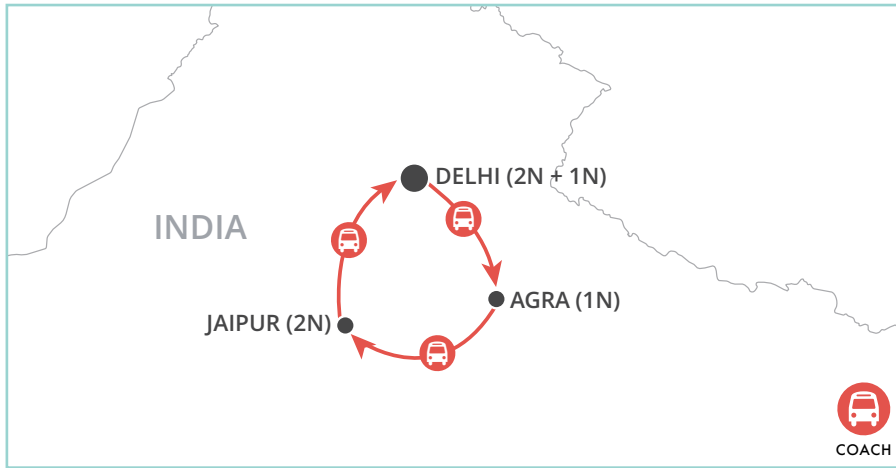 DELHI (2N + 1N)
INDIA
AGRA (1N)
JAIPUR (2N)
COACH